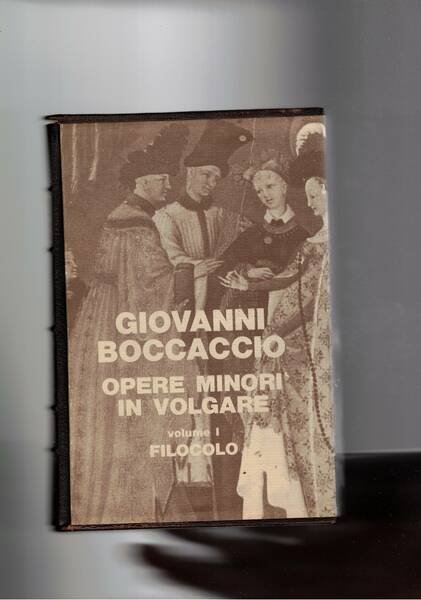 GIOVANNI
BOCCACCIO
OPERE MINORI
IN VOLGARE
volume I
FILOCOLO